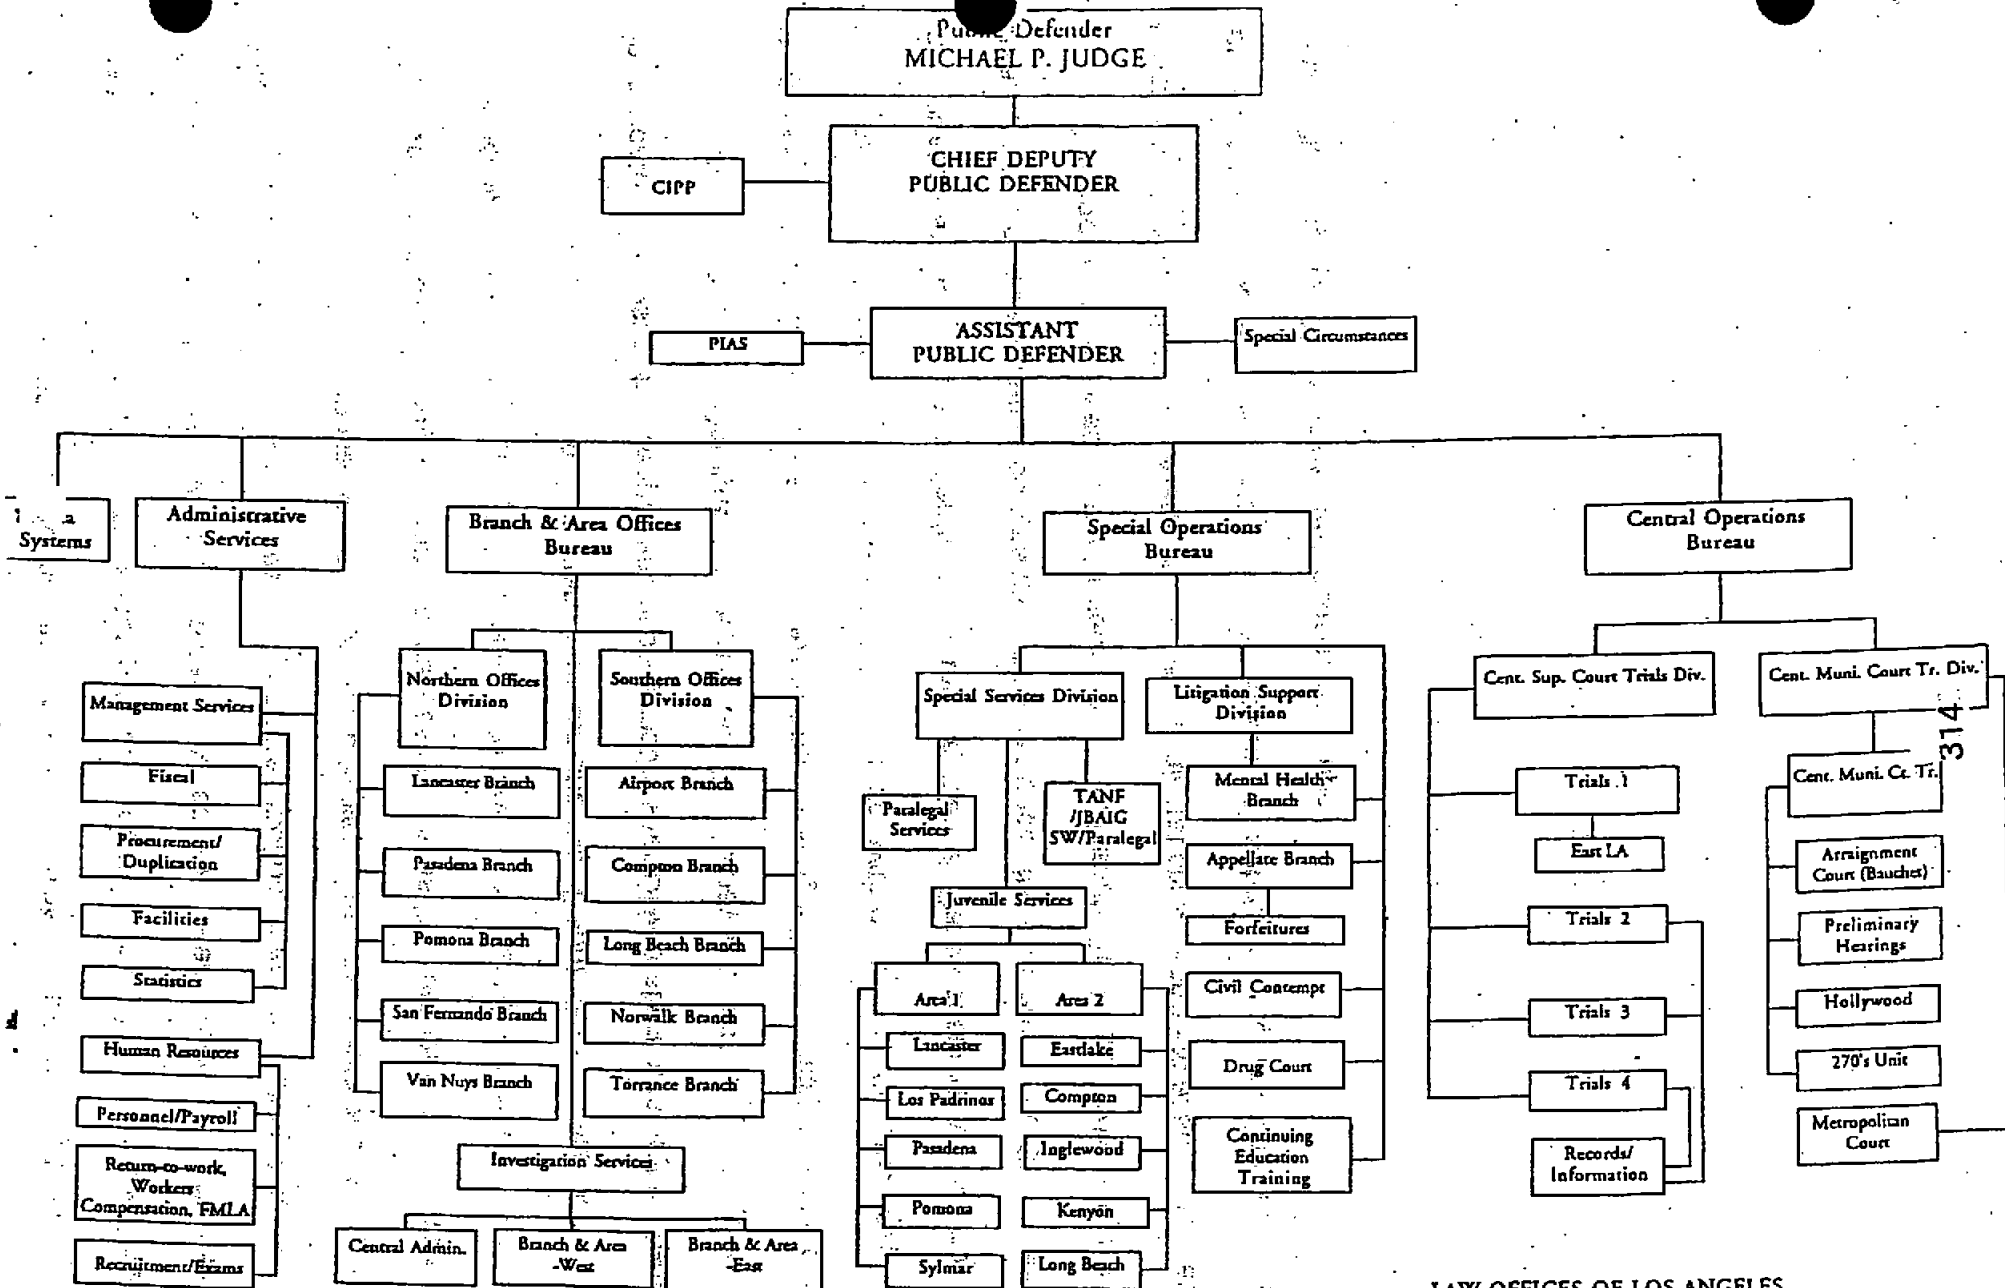 Public Defender
MICHAEL P. JUDGE
CHIEF DEPUTY
PUBLIC DEFENDER
CIPP
ASSISTANT
PUBLIC DEFENDER
PIAS
Special Circumstances
Systems
Administrative
Services
Branch & Area Offices
Bureau
Special Operations
Bureau
Central Operations
Bureau
Management Services
Fiscal
Procurement/
Duplication
Facilities
Statistics
Human Resources
Personnel/Payroll
Return-to-work,
Workers
Compensation, FMLA
Recruitment/Exams
Northern Offices
Division
Lancaster Branch
Pasadena Branch
Pomona Branch
San Fernando Branch
Van Nuys Branch
Southern Offices
Division
Airport Branch
Compton Branch
Long Beach Branch
Norwalk Branch
Torrance Branch
Investigation Services
Central Admin.
Branch & Area
-West
Branch & Area
-East
Special Services Division
Paralegal
Services
TANF
/JBAIG
SW/Paralegal
Juvenile Services
Area 1
Lancaster
Los Padrinos
Pasadena
Pomona
Sylmar
Area 2
Eastlake
Compton
Inglewood
Kenyon
Long Beach
Litigation Support
Division
Mental Health
Branch
Appellate Branch
Forfeitures
Civil Contempt
Drug Court
Continuing
Education
Training
Cent. Sup. Court Trials Div.
Trials 1
East LA
Trials 2
Trials 3
Trials 4
Records/
Information
Cent. Muni. Court Tr. Div.
314
Cent. Muni. Ct. Tr.
Arraignment
Court (Bauchet)
Preliminary
Hearings
Hollywood
270's Unit
Metropolitan
Court
LAW OFFICES OF LOS ANGELES